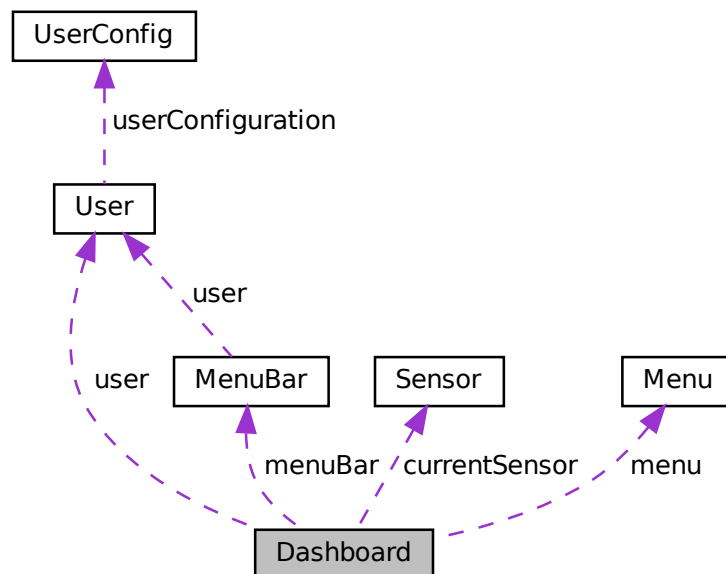 UserConfig
userConfiguration
User
user
user
MenuBar
Sensor
Menu
menuBar
currentSensor
menu
Dashboard